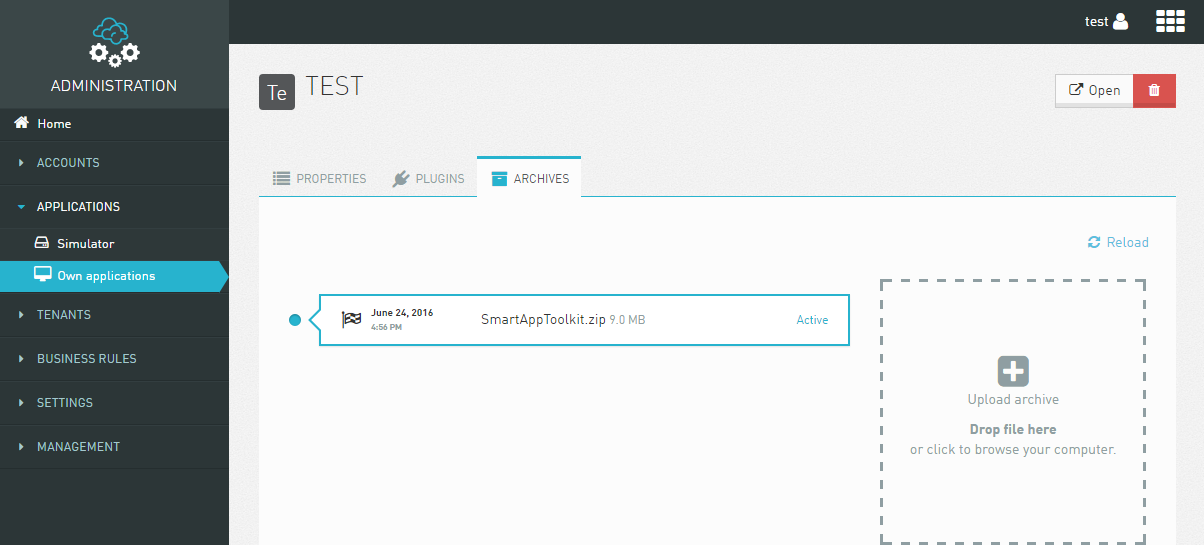 test
ADMINISTRATION
Home
ACCOUNTS
APPLICATIONS
Simulator
Own applications
TENANTS
BUSINESS RULES
SETTINGS
MANAGEMENT
Te TEST
Open
PROPERTIES PLUGINS ARCHIVES
Reload
June 24, 2016
4:56 PM
SmartAppToolkit.zip 9.0 MB
Active
Upload archive
Drop file here
or click to browse your computer.